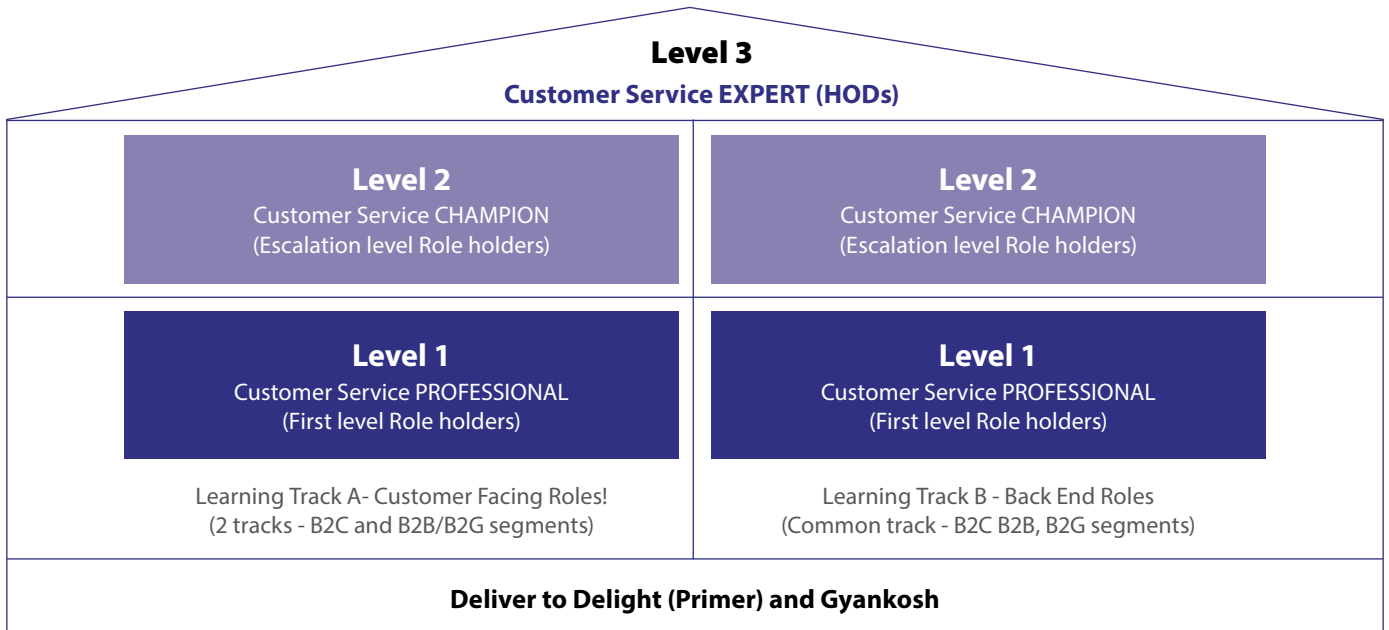 Level 3
Customer Service EXPERT (HODs)
Level 2
Customer Service CHAMPION
(Escalation level Role holders)
Level 2
Customer Service CHAMPION
(Escalation level Role holders)
Level 1
Customer Service PROFESSIONAL
(First level Role holders)
Level 1
Customer Service PROFESSIONAL
(First level Role holders)
Learning Track A- Customer Facing Roles!
(2 tracks - B2C and B2B/B2G segments)
Learning Track B - Back End Roles
(Common track - B2C B2B, B2G segments)
Deliver to Delight (Primer) and Gyankosh